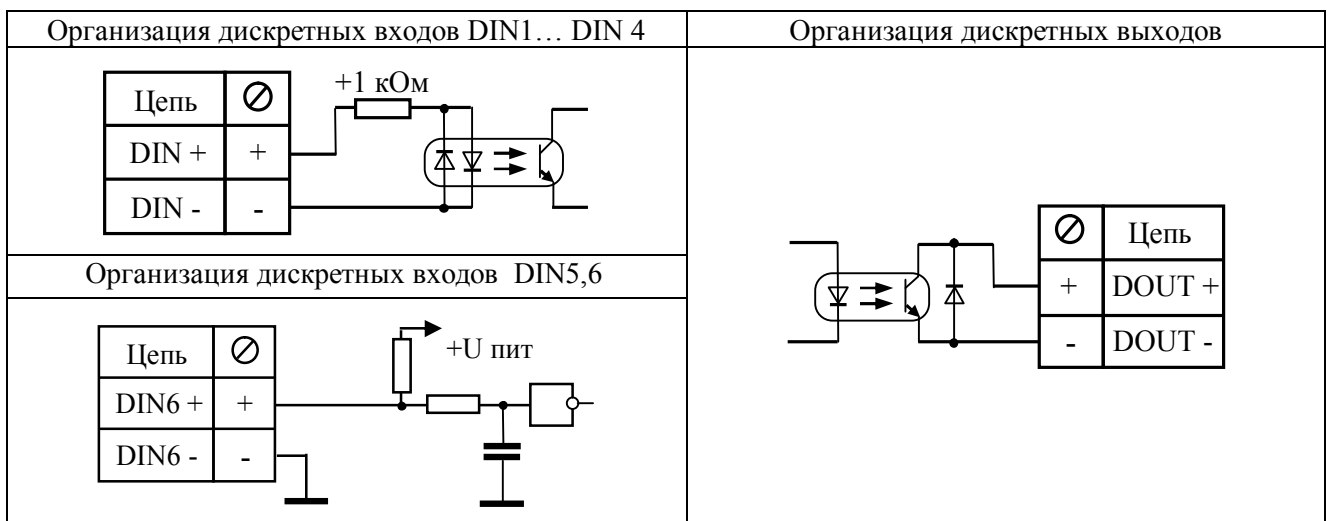 Организация дискретных входов DIN1… DIN 4
Цепь
+1 кОм
DIN + +
DIN - -
Организация дискретных входов DIN5,6
Цепь
+U пит
DIN6 + +
DIN6 - -
Организация дискретных выходов
Цепь
+ DOUT +
- DOUT -